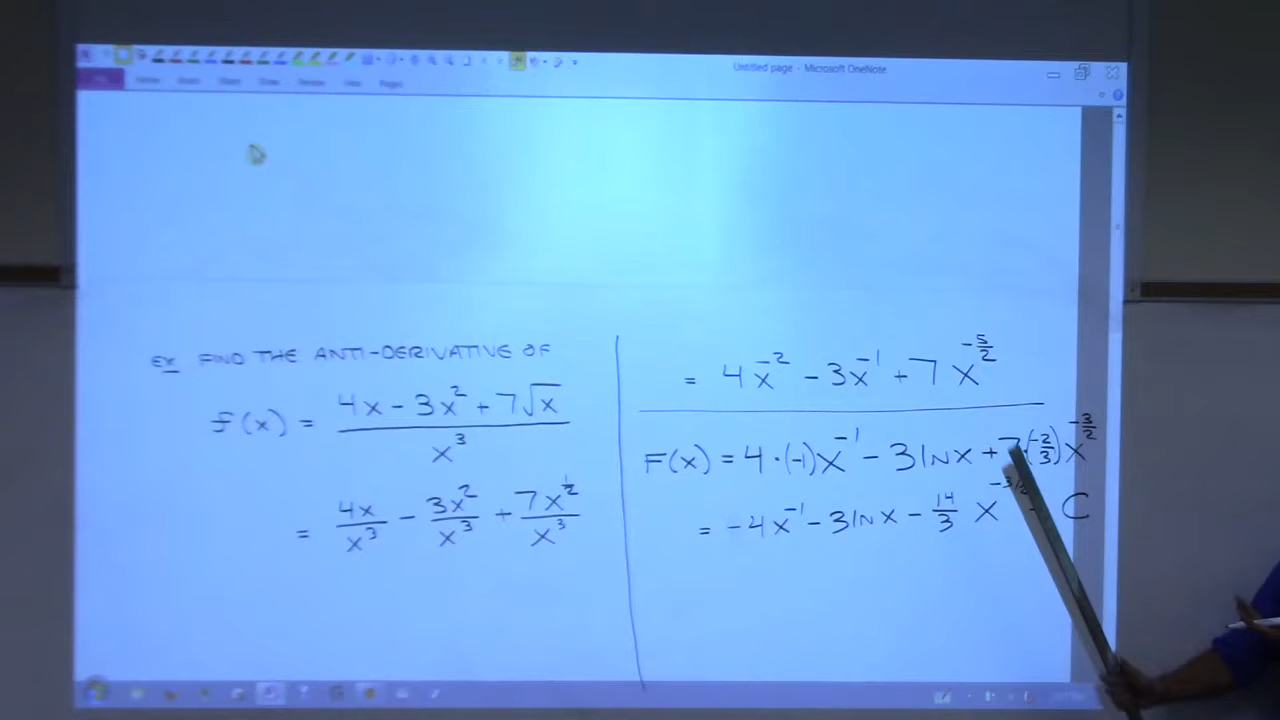 Untitled page - Microsoft OneNote
Ex FIND THE ANTI-DERIVATIVE OF
f(x) = (4x - 3x² + 7√x) / x³
= 4x/x³ - 3x²/x³ + 7x^(1/2)/x³
= 4x⁻² - 3x⁻¹ + 7x^(-5/2)
F(x) = 4·(-1)x⁻¹ - 3 ln x + 7·(-2/3)x^(-3/2)
= -4x⁻¹ - 3 ln x - 14/3 x C